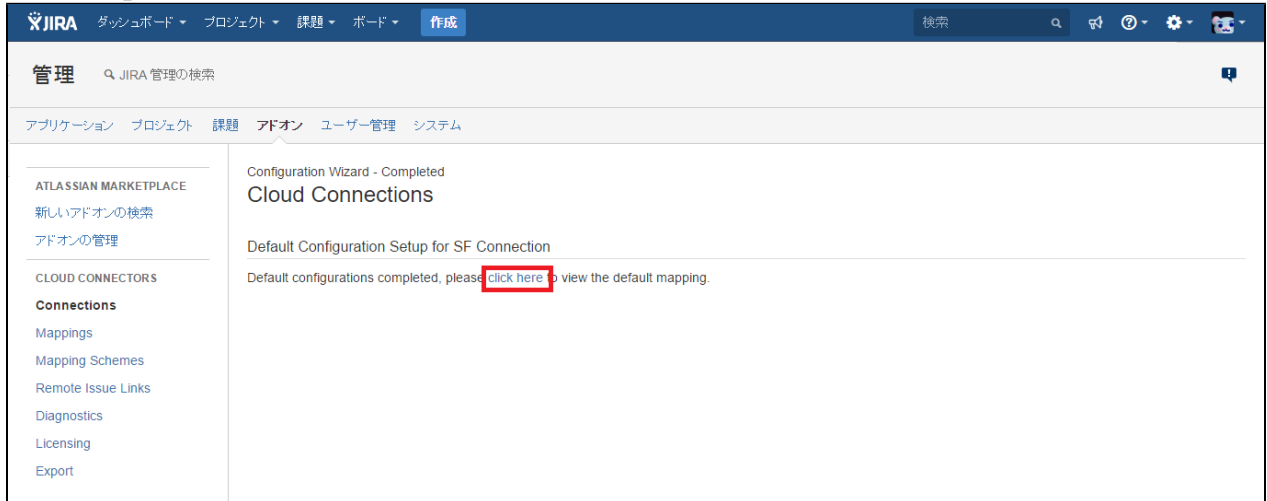 JIRA ダッシュボード プロジェクト 課題 ボード 作成 検索
管理 JIRA 管理の検索
アプリケーション プロジェクト 課題 アドオン ユーザー管理 システム
ATLASSIAN MARKETPLACE
新しいアドオンの検索
アドオンの管理
CLOUD CONNECTORS
Connections
Mappings
Mapping Schemes
Remote Issue Links
Diagnostics
Licensing
Export
Configuration Wizard - Completed
Cloud Connections
Default Configuration Setup for SF Connection
Default configurations completed, please click here to view the default mapping.